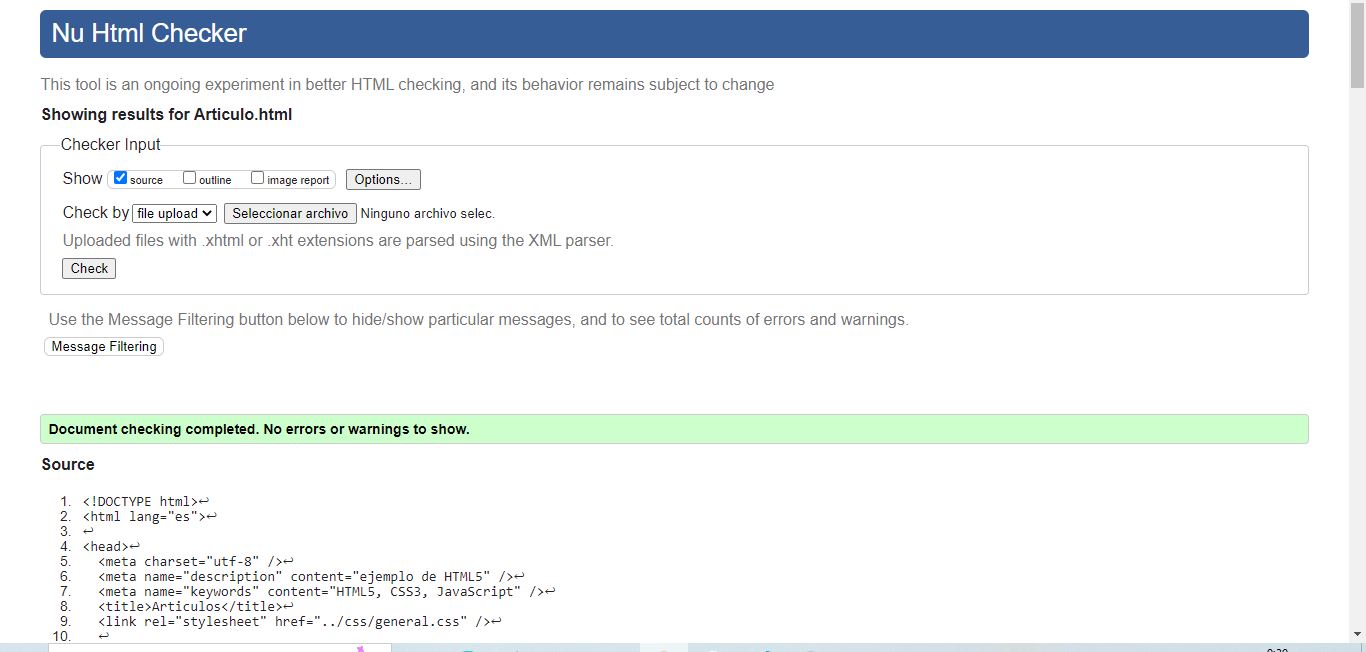 Nu Html Checker
This tool is an ongoing experiment in better HTML checking, and its behavior remains subject to change
Showing results for Articulo.html
Checker Input
Show source outline image report Options...
Check by file upload Seleccionar archivo Ninguno archivo selec.
Uploaded files with .xhtml or .xht extensions are parsed using the XML parser.
Check
Use the Message Filtering button below to hide/show particular messages, and to see total counts of errors and warnings.
Message Filtering
Document checking completed. No errors or warnings to show.
Source
1. <!DOCTYPE html>↩
2. <html lang="es">↩
3. ↩
4. <head>↩
5. <meta charset="utf-8" />↩
6. <meta name="description" content="ejemplo de HTML5" />↩
7. <meta name="keywords" content="HTML5, CSS3, JavaScript" />↩
8. <title>Articulos</title>↩
9. <link rel="stylesheet" href="../css/general.css" />↩
10. ↩